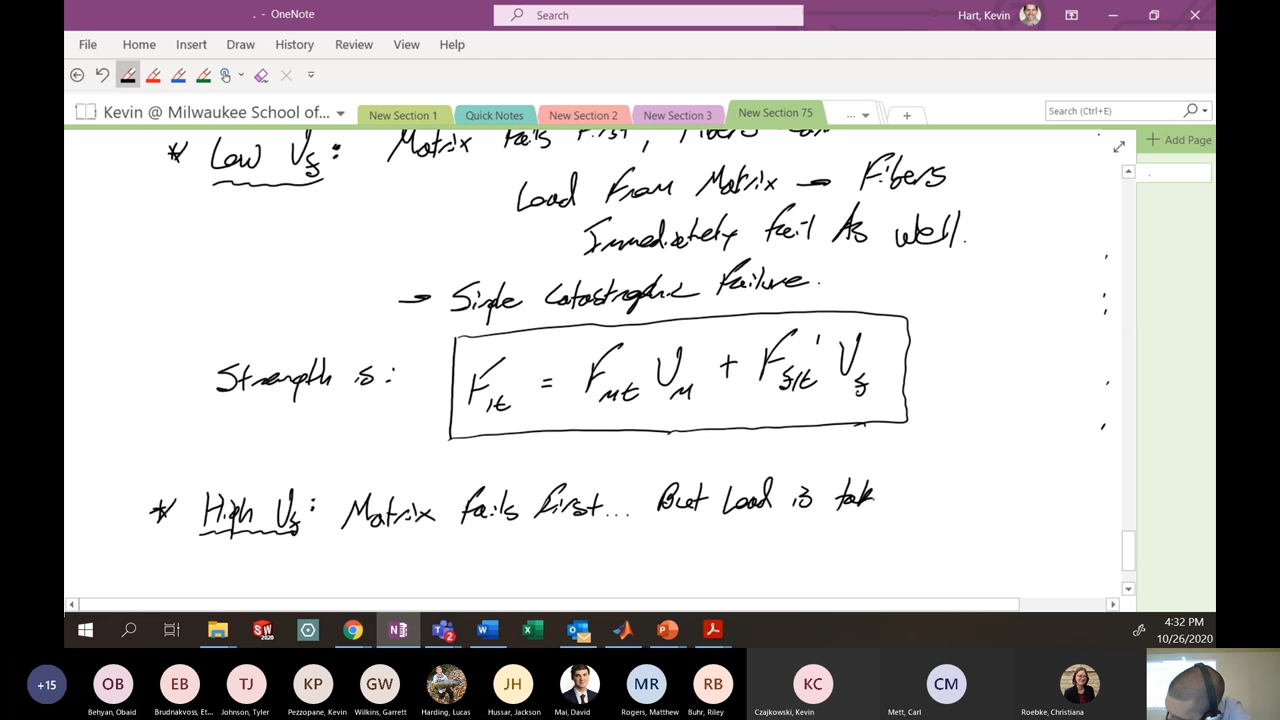 . - OneNote
Search
Hart, Kevin
File Home Insert Draw History Review View Help
Kevin @ Milwaukee School of...
New Section 1 Quick Notes New Section 2 New Section 3 New Section 75 ...
Search (Ctrl+E)
Add Page
* Low Vf: Matrix fails First, Fibers
Load From Matrix → Fibers
Immediately fail As well.
→ Single catastrophic failure.
Strength is: F1t = Fmt Vm + Ff1t' Vf
* High Vf: Matrix fails first... But Load is tak
4:32 PM
10/26/2020
+15 OB EB TJ KP GW JH MR RB KC CM
Behyan, Obaid Brudnakvoss, Et... Johnson, Tyler Pezzopane, Kevin Wilkins, Garrett Harding, Lucas Hussar, Jackson Mai, David Rogers, Matthew Buhr, Riley Czajkowski, Kevin Mett, Carl Roebke, Christiana